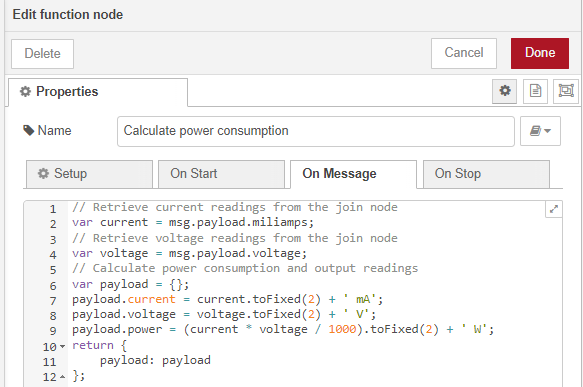 Edit function node
Delete Cancel Done
Properties
Name Calculate power consumption
Setup On Start On Message On Stop
1 // Retrieve current readings from the join node
2 var current = msg.payload.miliamps;
3 // Retrieve voltage readings from the join node
4 var voltage = msg.payload.voltage;
5 // Calculate power consumption and output readings
6 var payload = {};
7 payload.current = current.toFixed(2) + ' mA';
8 payload.voltage = voltage.toFixed(2) + ' V';
9 payload.power = (current * voltage / 1000).toFixed(2) + ' W';
10 return {
11 payload: payload
12 };